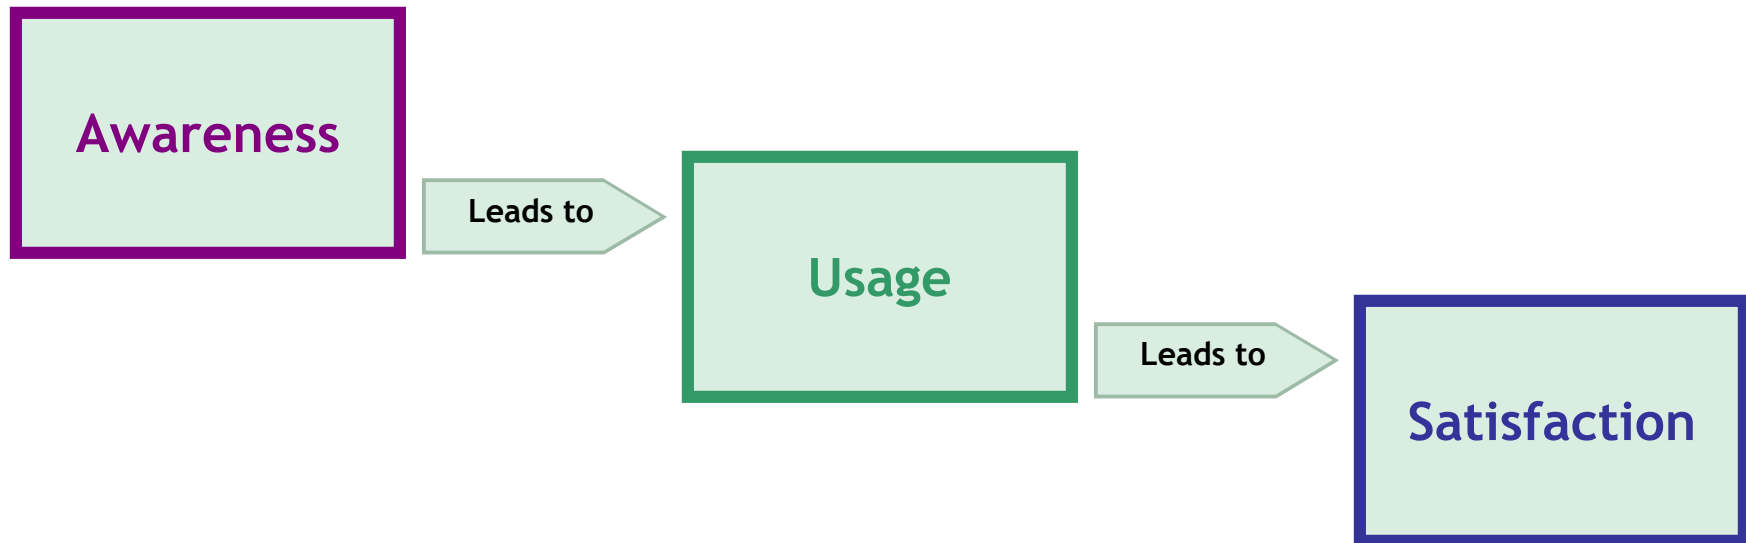 Awareness
Leads to
Usage
Leads to
Satisfaction